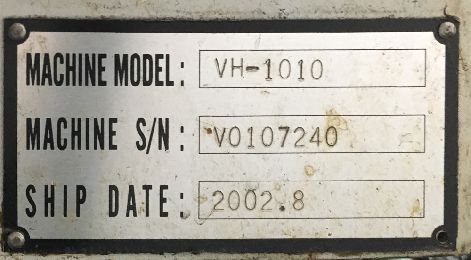 MACHINE MODEL: VH-1010
MACHINE S/N: V0107240
SHIP DATE: 2002.8